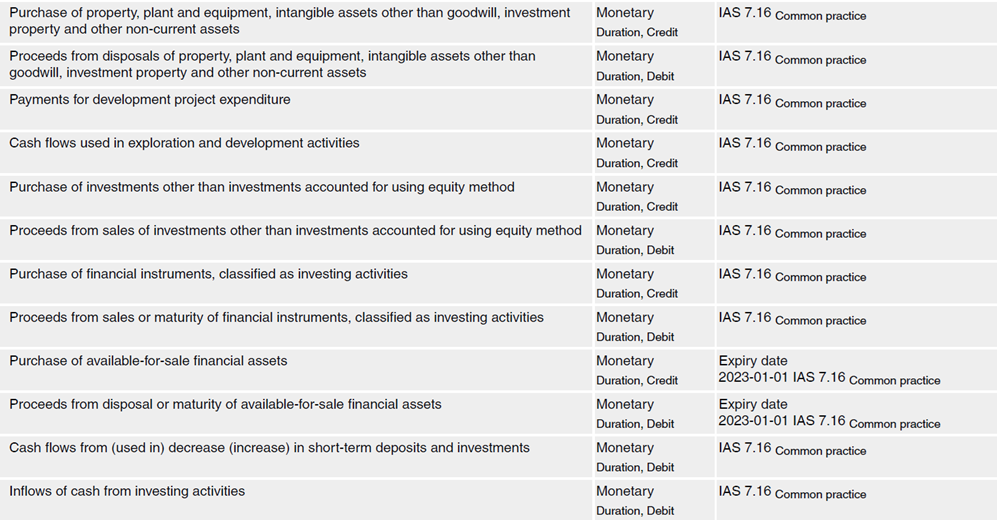 Purchase of property, plant and equipment, intangible assets other than goodwill, investment property and other non-current assets Monetary Duration, Credit IAS 7.16 Common practice
Proceeds from disposals of property, plant and equipment, intangible assets other than goodwill, investment property and other non-current assets Monetary Duration, Debit IAS 7.16 Common practice
Payments for development project expenditure Monetary Duration, Credit IAS 7.16 Common practice
Cash flows used in exploration and development activities Monetary Duration, Credit IAS 7.16 Common practice
Purchase of investments other than investments accounted for using equity method Monetary Duration, Credit IAS 7.16 Common practice
Proceeds from sales of investments other than investments accounted for using equity method Monetary Duration, Debit IAS 7.16 Common practice
Purchase of financial instruments, classified as investing activities Monetary Duration, Credit IAS 7.16 Common practice
Proceeds from sales or maturity of financial instruments, classified as investing activities Monetary Duration, Debit IAS 7.16 Common practice
Purchase of available-for-sale financial assets Monetary Duration, Credit Expiry date 2023-01-01 IAS 7.16 Common practice
Proceeds from disposal or maturity of available-for-sale financial assets Monetary Duration, Debit Expiry date 2023-01-01 IAS 7.16 Common practice
Cash flows from (used in) decrease (increase) in short-term deposits and investments Monetary Duration, Debit IAS 7.16 Common practice
Inflows of cash from investing activities Monetary Duration, Debit IAS 7.16 Common practice